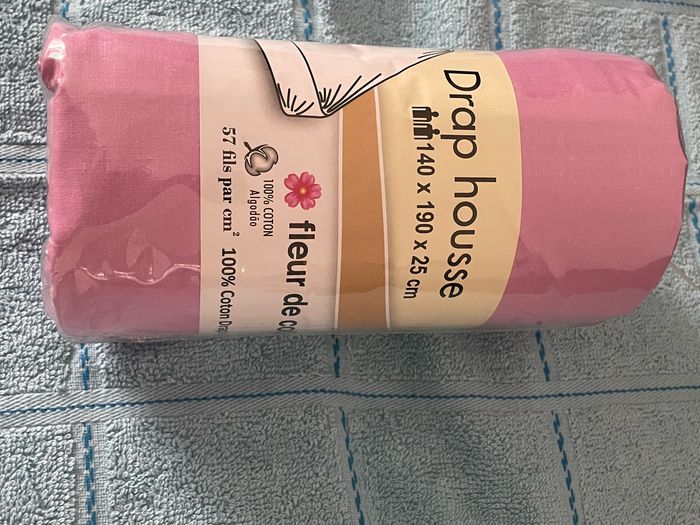 Drap housse
140 x 190 x 25 cm
fleur de
100% COTON
Algodão
57 fils par cm²
100% Coton